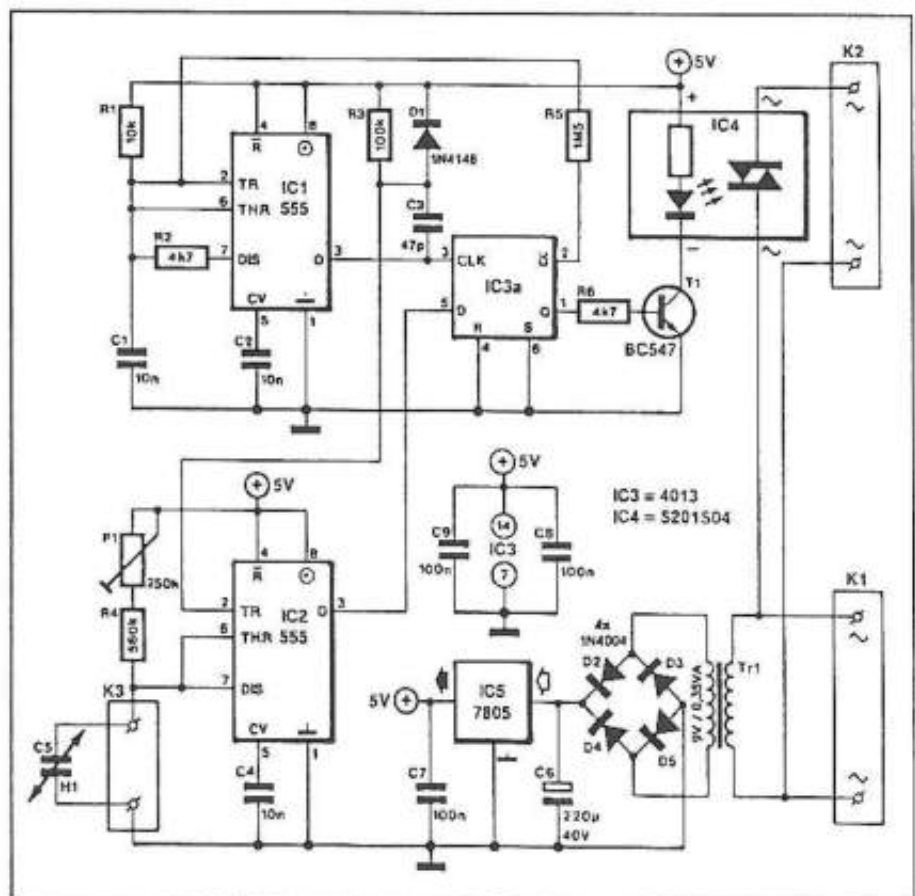 5V
K2
R1
10k
4
R
8
R3
100k
D1
1N4148
R5
1M5
+
IC4
2
TR
IC1
555
6
THR
R2
4k7
7
DIS
3
CV
5
1
C3
47p
3
CLK
IC3a
2
5
D
1
Q
R
4
S
6
R6
4k7
T1
BC547
−
C1
10n
C2
10n
5V
4
R
8
P1
250k
R4
560k
2
TR
IC2
555
6
THR
7
DIS
3
CV
5
1
K3
C5
H1
C4
10n
5V
C9
100n
14
IC3
7
C8
100n
IC3 = 4013
IC4 = S201S04
5V
IC5
7805
C7
100n
C6
220µ
40V
4x
1N4004
D2
D3
D4
D5
9V / 0,35VA
Tr1
K1